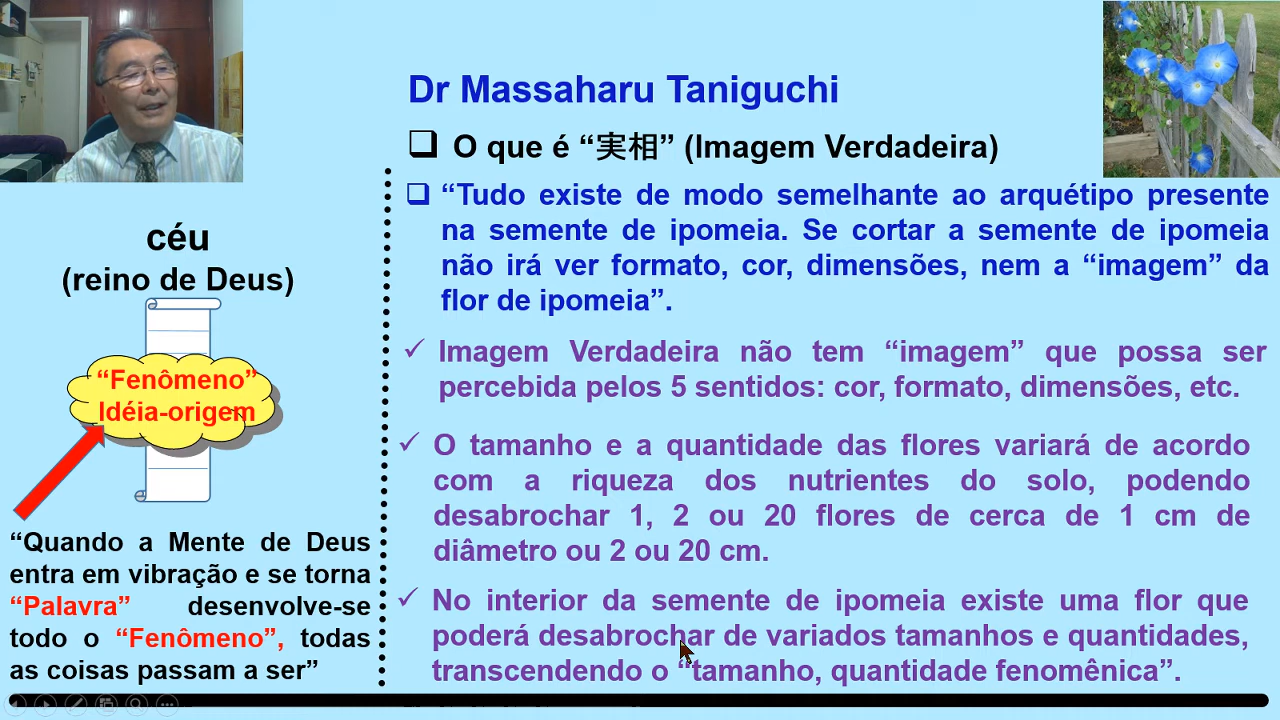 Dr Massaharu Taniguchi
O que é “実相” (Imagem Verdadeira)
“Tudo existe de modo semelhante ao arquétipo presente
na semente de ipomeia. Se cortar a semente de ipomeia
não irá ver formato, cor, dimensões, nem a “imagem” da
flor de ipomeia”.
Imagem Verdadeira não tem “imagem” que possa ser
percebida pelos 5 sentidos: cor, formato, dimensões, etc.
O tamanho e a quantidade das flores variará de acordo
com a riqueza dos nutrientes do solo, podendo
desabrochar 1, 2 ou 20 flores de cerca de 1 cm de
diâmetro ou 2 ou 20 cm.
No interior da semente de ipomeia existe uma flor que
poderá desabrochar de variados tamanhos e quantidades,
transcendendo o “tamanho, quantidade fenomênica”.
céu
(reino de Deus)
“Fenômeno”
Idéia-origem
“Quando a Mente de Deus
entra em vibração e se torna
“Palavra” desenvolve-se
todo o “Fenômeno”, todas
as coisas passam a ser”